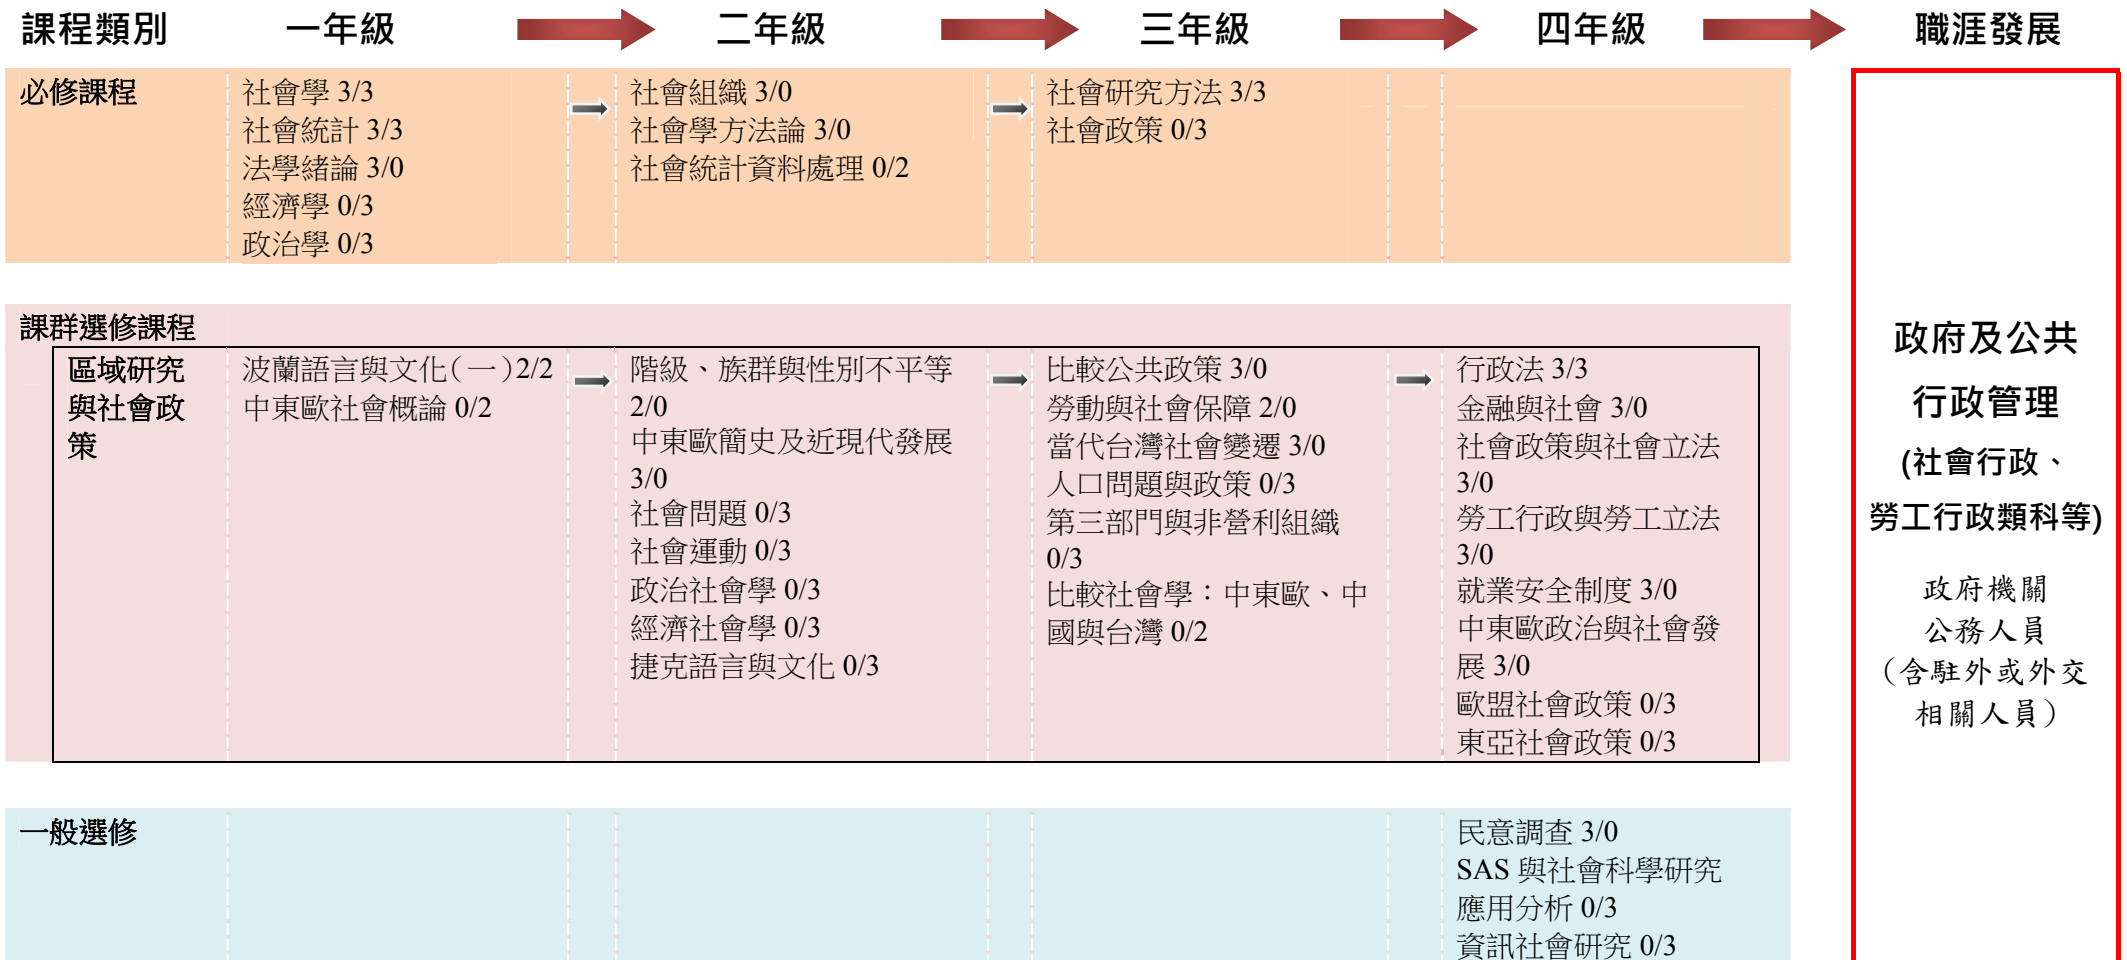 課程類別
一年級
二年級
三年級
四年級
職涯發展
必修課程
社會學 3/3
社會統計 3/3
法學緒論 3/0
經濟學 0/3
政治學 0/3
社會組織 3/0
社會學方法論 3/0
社會統計資料處理 0/2
社會研究方法 3/3
社會政策 0/3
課群選修課程
區域研究
與社會政
策
波蘭語言與文化(一)2/2
中東歐社會概論 0/2
階級、族群與性別不平等
2/0
中東歐簡史及近現代發展
3/0
社會問題 0/3
社會運動 0/3
政治社會學 0/3
經濟社會學 0/3
捷克語言與文化 0/3
比較公共政策 3/0
勞動與社會保障 2/0
當代台灣社會變遷 3/0
人口問題與政策 0/3
第三部門與非營利組織
0/3
比較社會學：中東歐、中
國與台灣 0/2
行政法 3/3
金融與社會 3/0
社會政策與社會立法
3/0
勞工行政與勞工立法
3/0
就業安全制度 3/0
中東歐政治與社會發
展 3/0
歐盟社會政策 0/3
東亞社會政策 0/3
一般選修
民意調查 3/0
SAS 與社會科學研究
應用分析 0/3
資訊社會研究 0/3
政府及公共
行政管理
(社會行政、
勞工行政類科等)
政府機關
公務人員
（含駐外或外交
相關人員）